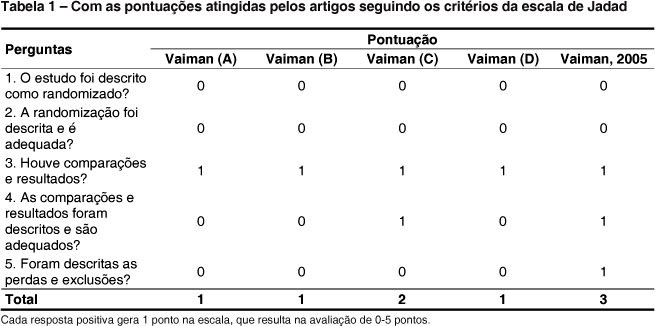 Tabela 1 – Com as pontuações atingidas pelos artigos seguindo os critérios da escala de Jadad
Perguntas
Pontuação
Vaiman (A) Vaiman (B) Vaiman (C) Vaiman (D) Vaiman, 2005
1. O estudo foi descrito
como randomizado?
0 0 0 0 0
2. A randomização foi
descrita e é
adequada?
0 0 0 0 0
3. Houve comparações
e resultados?
1 1 1 1 1
4. As comparações e
resultados foram
descritos e são
adequados?
0 0 1 0 1
5. Foram descritas as
perdas e exclusões?
0 0 0 0 1
Total 1 1 2 1 3
Cada resposta positiva gera 1 ponto na escala, que resulta na avaliação de 0-5 pontos.